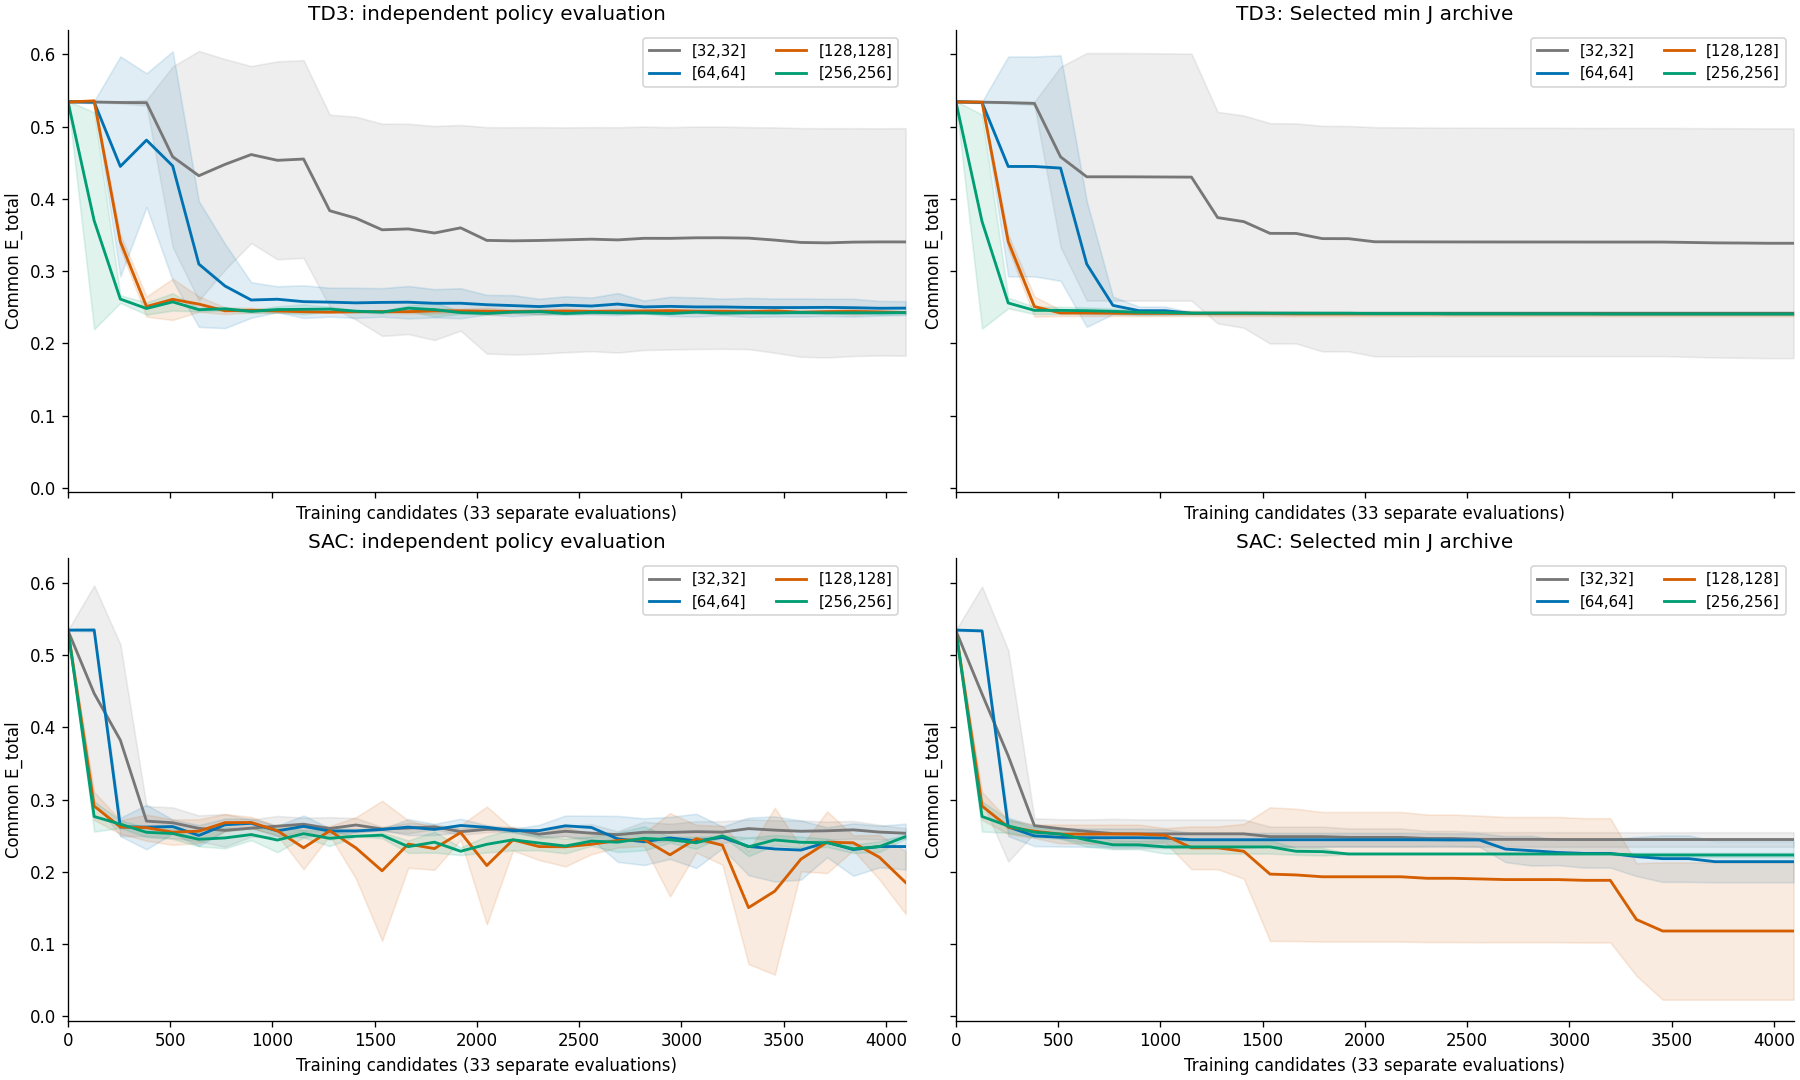 TD3: independent policy evaluation
[32,32] [128,128]
[64,64] [256,256]
0.6
0.5
0.4
0.3
0.2
0.1
0.0
Common E_total
Training candidates (33 separate evaluations)
TD3: Selected min J archive
[32,32] [128,128]
[64,64] [256,256]
Common E_total
Training candidates (33 separate evaluations)
SAC: independent policy evaluation
[32,32] [128,128]
[64,64] [256,256]
0.6
0.5
0.4
0.3
0.2
0.1
0.0
Common E_total
0 500 1000 1500 2000 2500 3000 3500 4000
Training candidates (33 separate evaluations)
SAC: Selected min J archive
[32,32] [128,128]
[64,64] [256,256]
Common E_total
0 500 1000 1500 2000 2500 3000 3500 4000
Training candidates (33 separate evaluations)